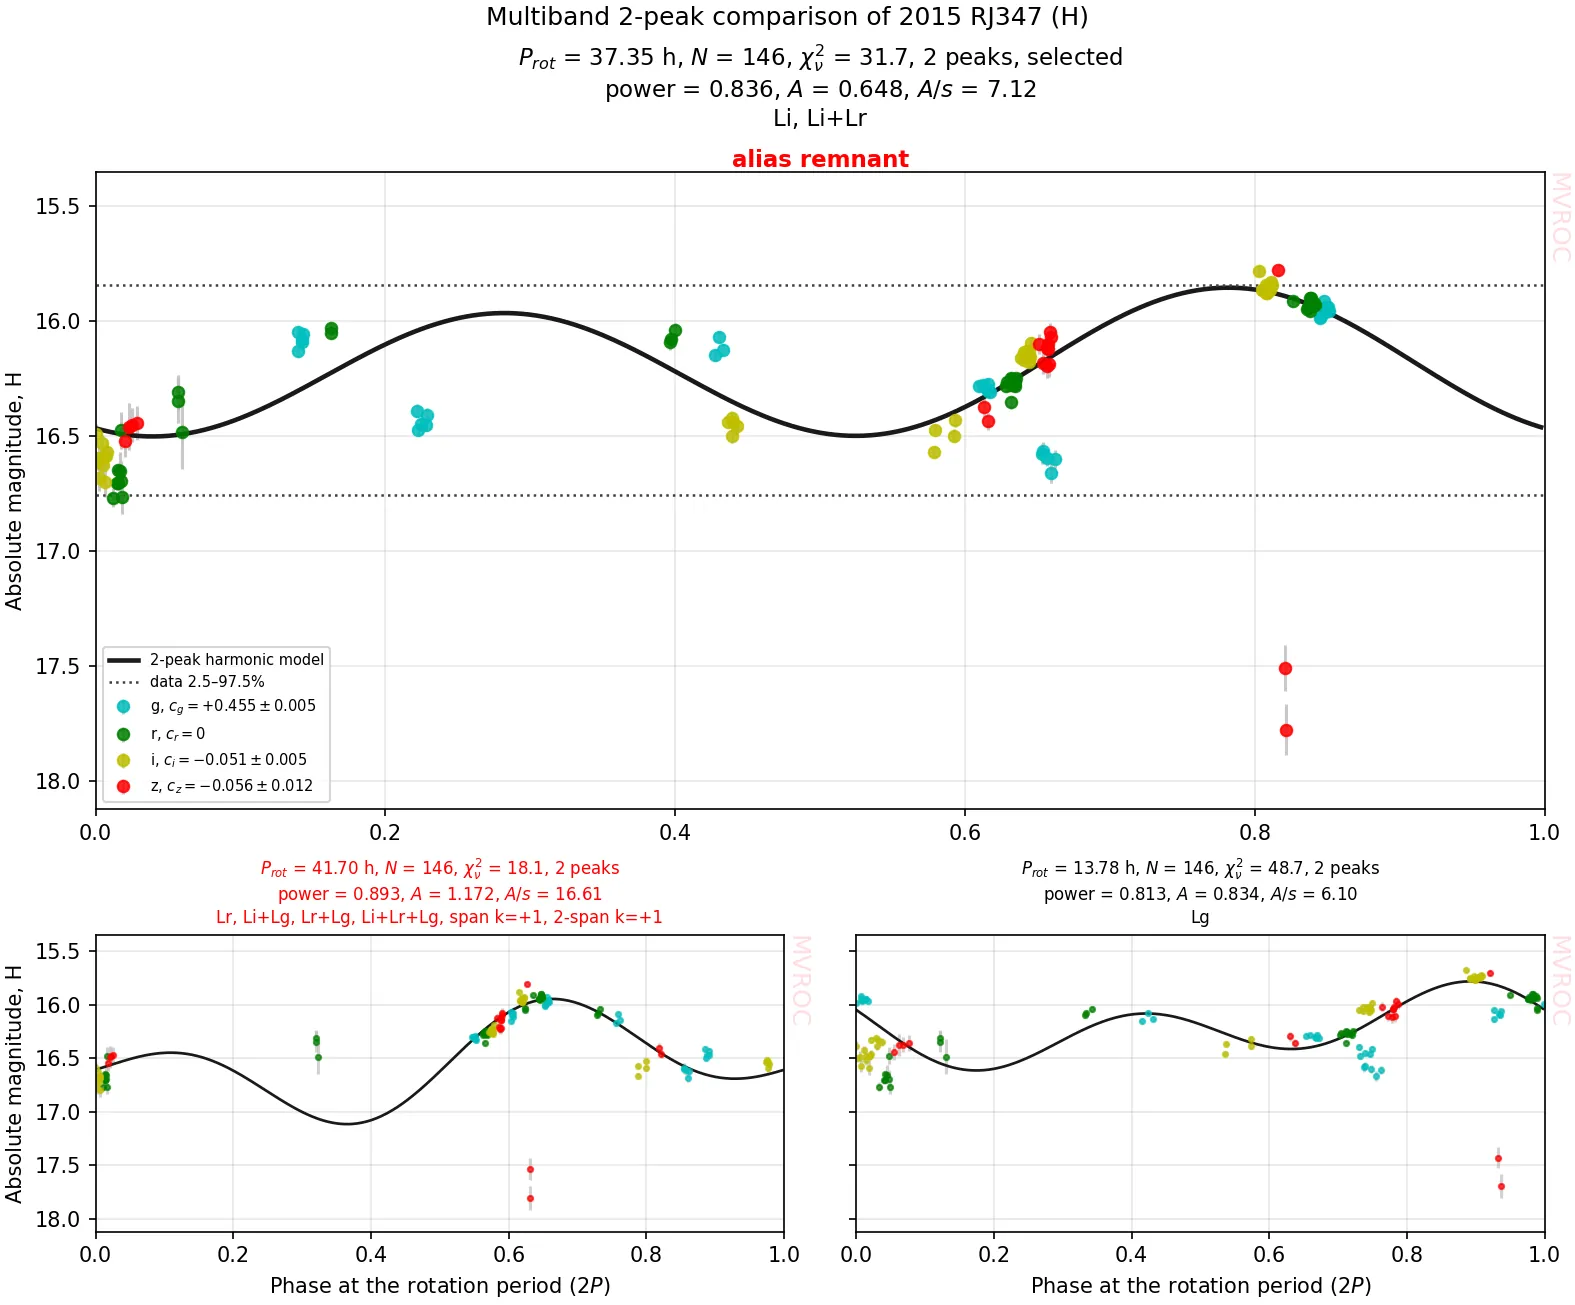 Multiband 2-peak comparison of 2015 RJ347 (H)
P_rot = 37.35 h, N = 146, χ²_ν = 31.7, 2 peaks, selected
power = 0.836, A = 0.648, A/s = 7.12
Li, Li+Lr
alias remnant
MVROC
Absolute magnitude, H
15.5
16.0
16.5
17.0
17.5
18.0
2-peak harmonic model
data 2.5–97.5%
g, c_g = +0.455 ± 0.005
r, c_r = 0
i, c_i = −0.051 ± 0.005
z, c_z = −0.056 ± 0.012
0.0 0.2 0.4 0.6 0.8 1.0
P_rot = 41.70 h, N = 146, χ²_ν = 18.1, 2 peaks
power = 0.893, A = 1.172, A/s = 16.61
Lr, Li+Lg, Lr+Lg, Li+Lr+Lg, span k=+1, 2-span k=+1
MVROC
Absolute magnitude, H
15.5
16.0
16.5
17.0
17.5
18.0
0.0 0.2 0.4 0.6 0.8 1.0
Phase at the rotation period (2P)
P_rot = 13.78 h, N = 146, χ²_ν = 48.7, 2 peaks
power = 0.813, A = 0.834, A/s = 6.10
Lg
MVROC
0.0 0.2 0.4 0.6 0.8 1.0
Phase at the rotation period (2P)